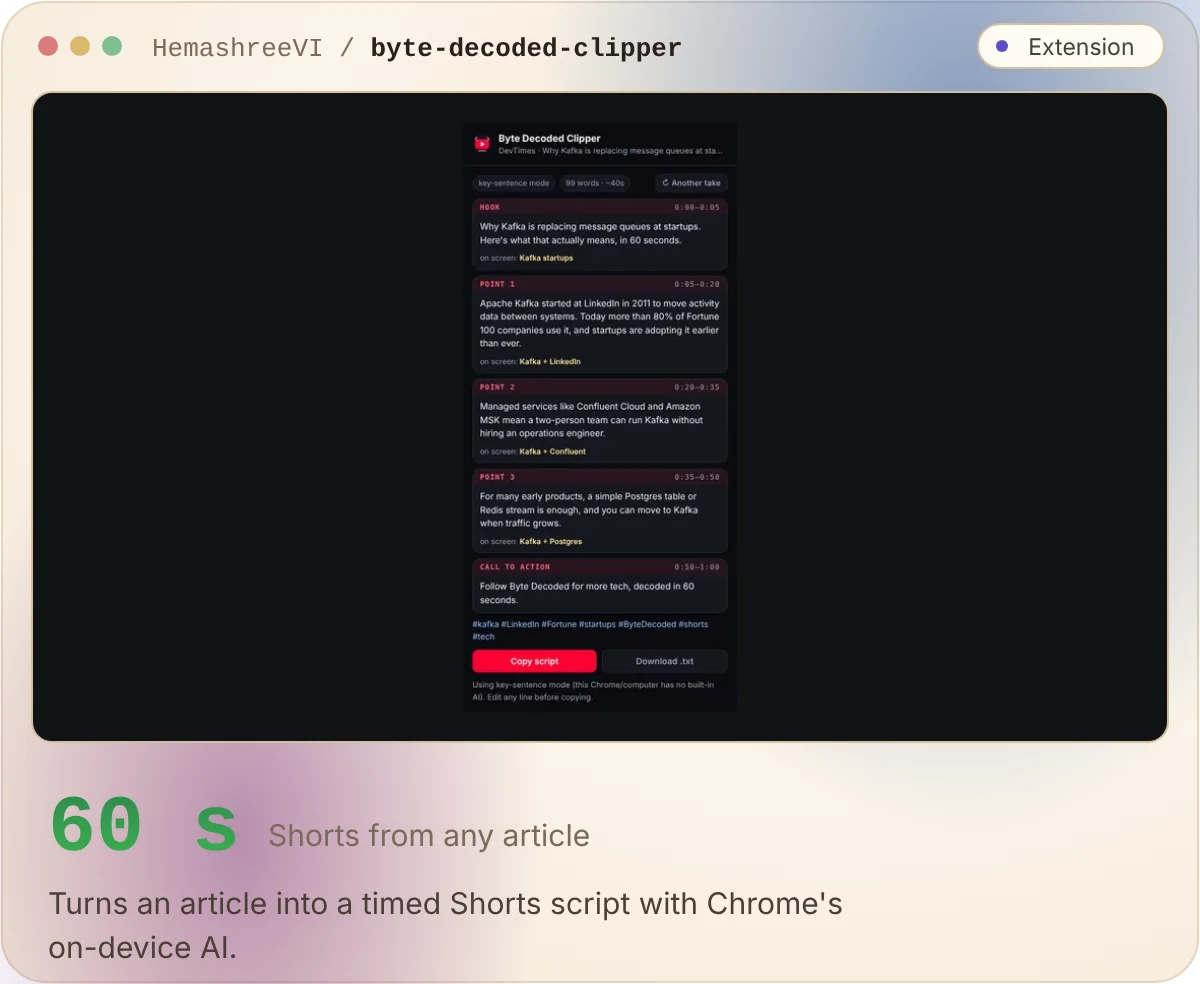 HemashreeVI / byte-decoded-clipper
Extension
Byte Decoded Clipper
DevTimes · Why Kafka is replacing message queues at sta...
key-sentence mode
99 words · ~40s
Another take
HOOK
0:00–0:05
Why Kafka is replacing message queues at startups.
Here's what that actually means, in 60 seconds.
on screen: Kafka startups
POINT 1
0:05–0:20
Apache Kafka started at LinkedIn in 2011 to move activity
data between systems. Today more than 80% of Fortune
100 companies use it, and startups are adopting it earlier
than ever.
on screen: Kafka + LinkedIn
POINT 2
0:20–0:35
Managed services like Confluent Cloud and Amazon
MSK mean a two-person team can run Kafka without
hiring an operations engineer.
on screen: Kafka + Confluent
POINT 3
0:35–0:50
For many early products, a simple Postgres table or
Redis stream is enough, and you can move to Kafka
when traffic grows.
on screen: Kafka + Postgres
CALL TO ACTION
0:50–1:00
Follow Byte Decoded for more tech, decoded in 60
seconds.
#kafka #LinkedIn #Fortune #startups #ByteDecoded #shorts
#tech
Copy script
Download .txt
Using key-sentence mode (this Chrome/computer has no built-in
AI). Edit any line before copying.
60 s
Shorts from any article
Turns an article into a timed Shorts script with Chrome's
on-device AI.